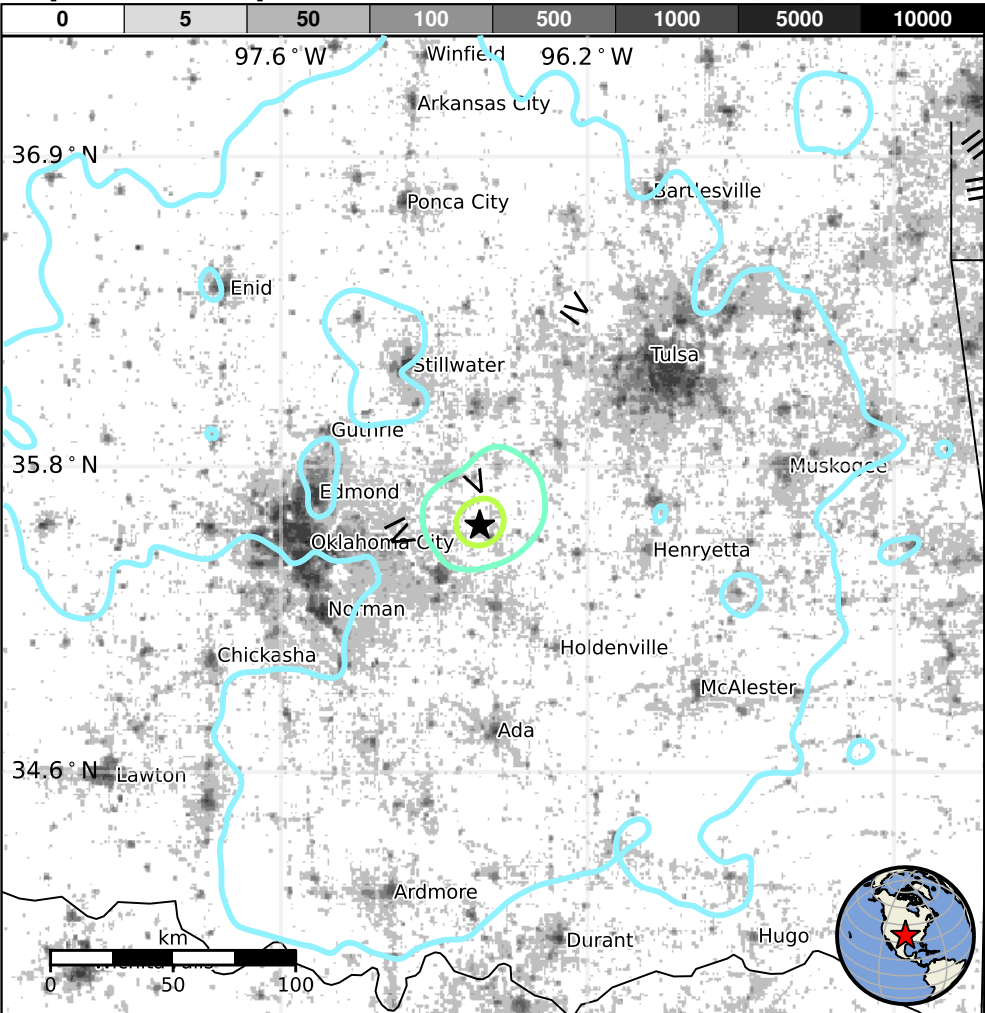 0 5 50 100 500 1000 5000 10000
97.6°W Winfield 96.2°W
Arkansas City
36.9°N
Bartlesville
Ponca City
Enid
IV
Tulsa
Stillwater
Guthrie
35.8°N Muskogee
V
Edmond
IV
Oklahoma City
Henryetta
Norman
Holdenville
Chickasha
McAlester
Ada
34.6°N Lawton
Ardmore
km
Durant
Hugo
0 50 100